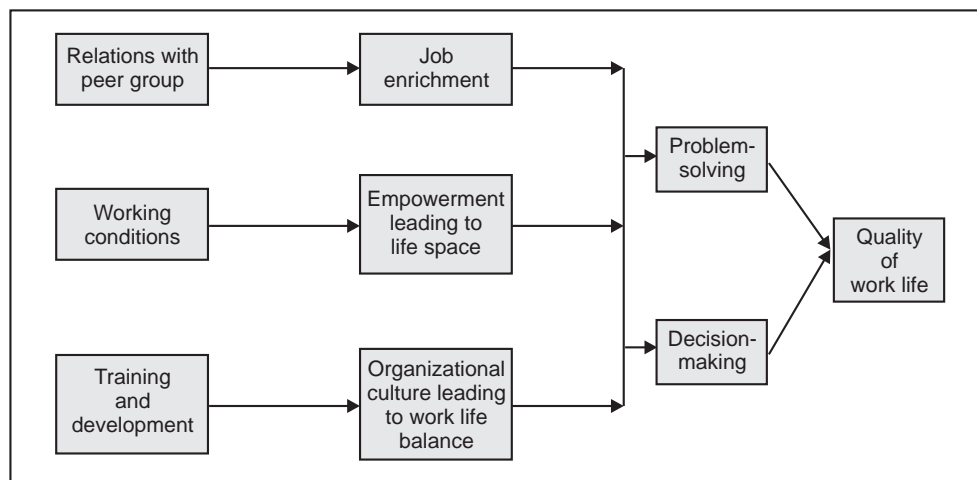 Relations with
peer group
Job
enrichment
Working
conditions
Empowerment
leading to
life space
Training
and
development
Organizational
culture leading
to work life
balance
Problem-
solving
Decision-
making
Quality
of
work life